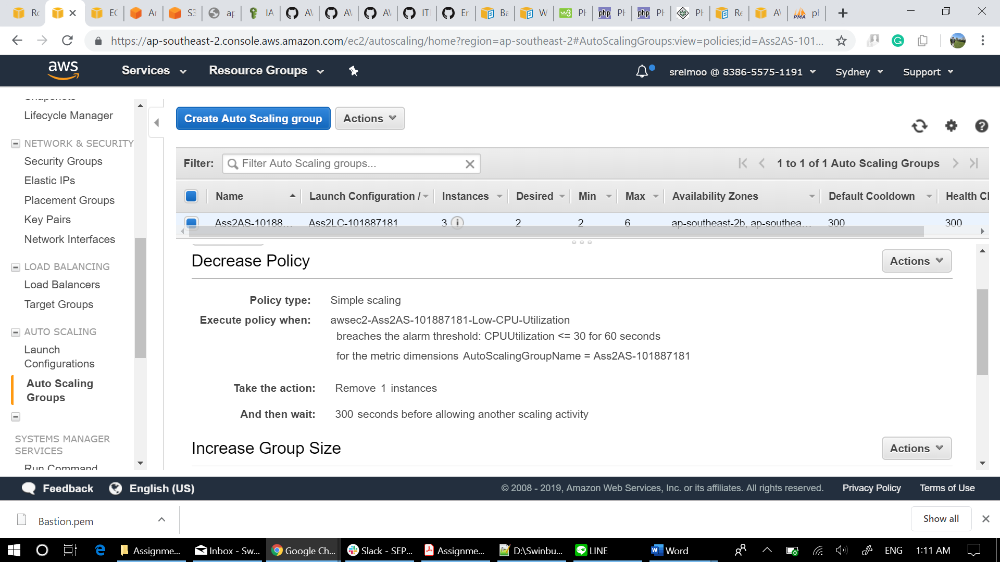 Rc
EC
Ar
S3
ap
IA
A\
A\
A\
IT
Er
Ba
W
PH
PH
PH
PH
Re
A\
ph
https://ap-southeast-2.console.aws.amazon.com/ec2/autoscaling/home?region=ap-southeast-2#AutoScalingGroups:view=policies;id=Ass2AS-101...
aws Services Resource Groups sreimoo @ 8386-5575-1191 Sydney Support
Snapshots
Lifecycle Manager
NETWORK & SECURITY
Security Groups
Elastic IPs
Placement Groups
Key Pairs
Network Interfaces
LOAD BALANCING
Load Balancers
Target Groups
AUTO SCALING
Launch
Configurations
Auto Scaling
Groups
SYSTEMS MANAGER
SERVICES
Run Command
Create Auto Scaling group Actions
Filter: Filter Auto Scaling groups... 1 to 1 of 1 Auto Scaling Groups
Name Launch Configuration / Instances Desired Min Max Availability Zones Default Cooldown Health Cl
Ass2AS-10188... Ass2LC-101887181 3 2 2 6 ap-southeast-2b, ap-southea... 300 300
Decrease Policy Actions
Policy type: Simple scaling
Execute policy when: awsec2-Ass2AS-101887181-Low-CPU-Utilization
breaches the alarm threshold: CPUUtilization <= 30 for 60 seconds
for the metric dimensions AutoScalingGroupName = Ass2AS-101887181
Take the action: Remove 1 instances
And then wait: 300 seconds before allowing another scaling activity
Increase Group Size Actions
Feedback English (US) © 2008 - 2019, Amazon Web Services, Inc. or its affiliates. All rights reserved. Privacy Policy Terms of Use
Bastion.pem Show all
Assignme... Inbox - Sw... Google Ch... Slack - SEP... Assignme... D:\Swinbu... LINE Word ENG 1:11 AM